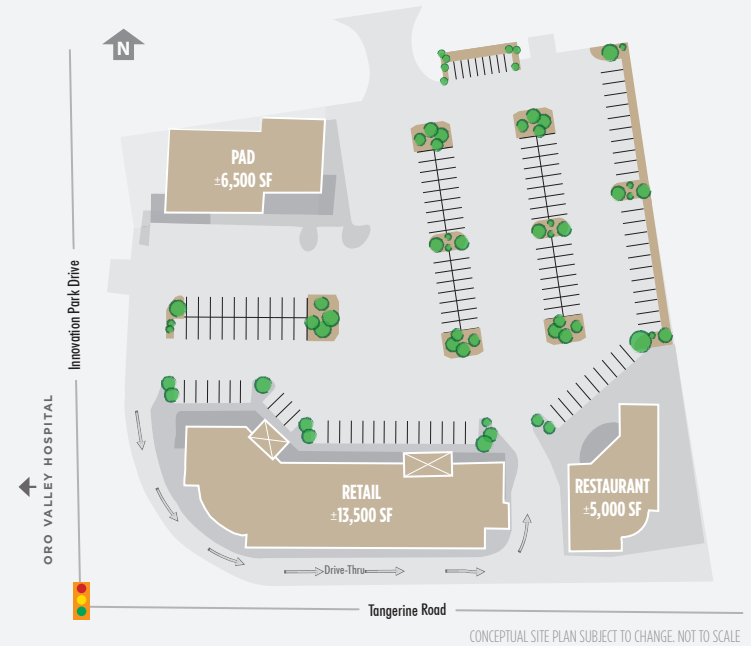 N
PAD
±6,500 SF
Innovation Park Drive
ORO VALLEY HOSPITAL
RETAIL
±13,500 SF
RESTAURANT
±5,000 SF
Drive-Thru
Tangerine Road
CONCEPTUAL SITE PLAN SUBJECT TO CHANGE. NOT TO SCALE